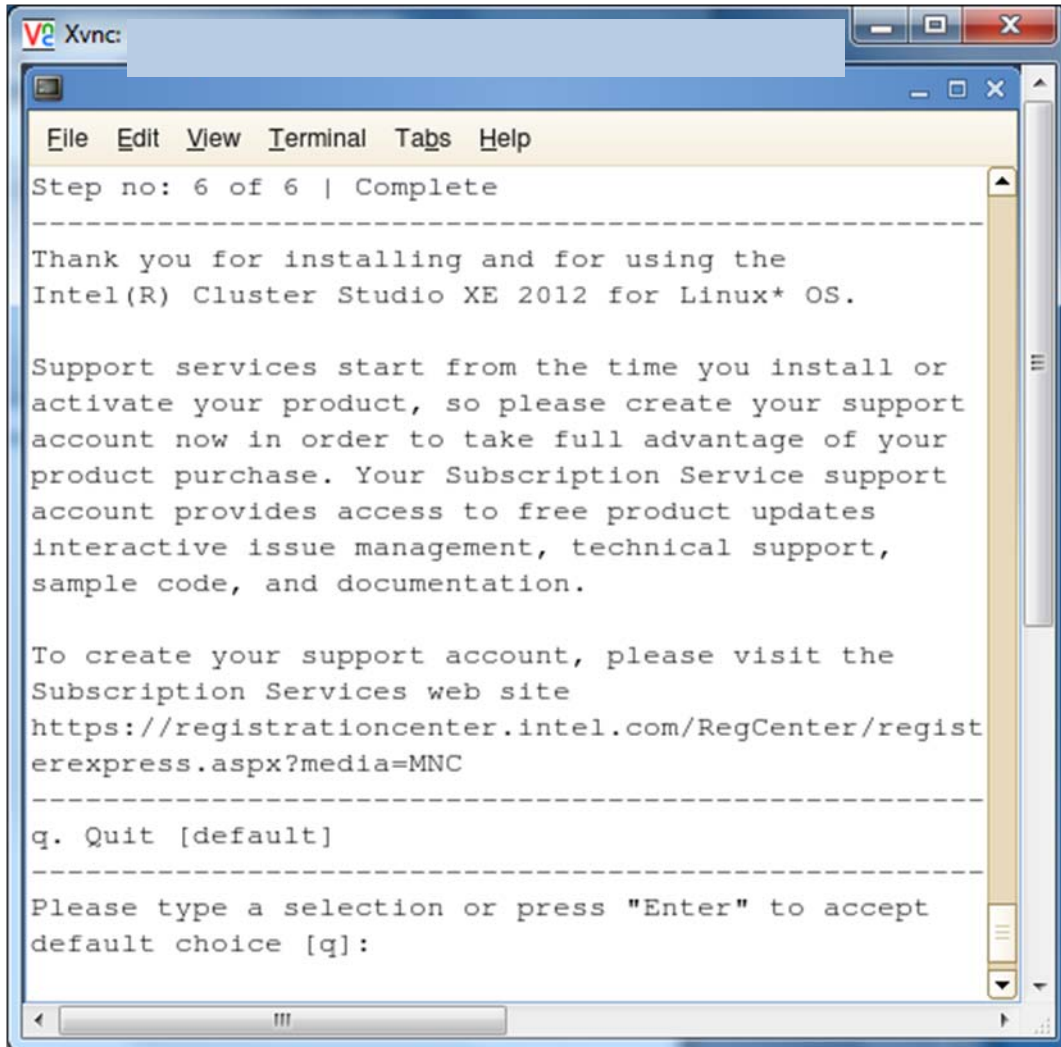 Xvnc:
File Edit View Terminal Tabs Help
Step no: 6 of 6 | Complete
-----------------------------------------------------
Thank you for installing and for using the
Intel(R) Cluster Studio XE 2012 for Linux* OS.
Support services start from the time you install or
activate your product, so please create your support
account now in order to take full advantage of your
product purchase. Your Subscription Service support
account provides access to free product updates
interactive issue management, technical support,
sample code, and documentation.
To create your support account, please visit the
Subscription Services web site
https://registrationcenter.intel.com/RegCenter/regist
erexpress.aspx?media=MNC
-----------------------------------------------------
q. Quit [default]
-----------------------------------------------------
Please type a selection or press "Enter" to accept
default choice [q]: